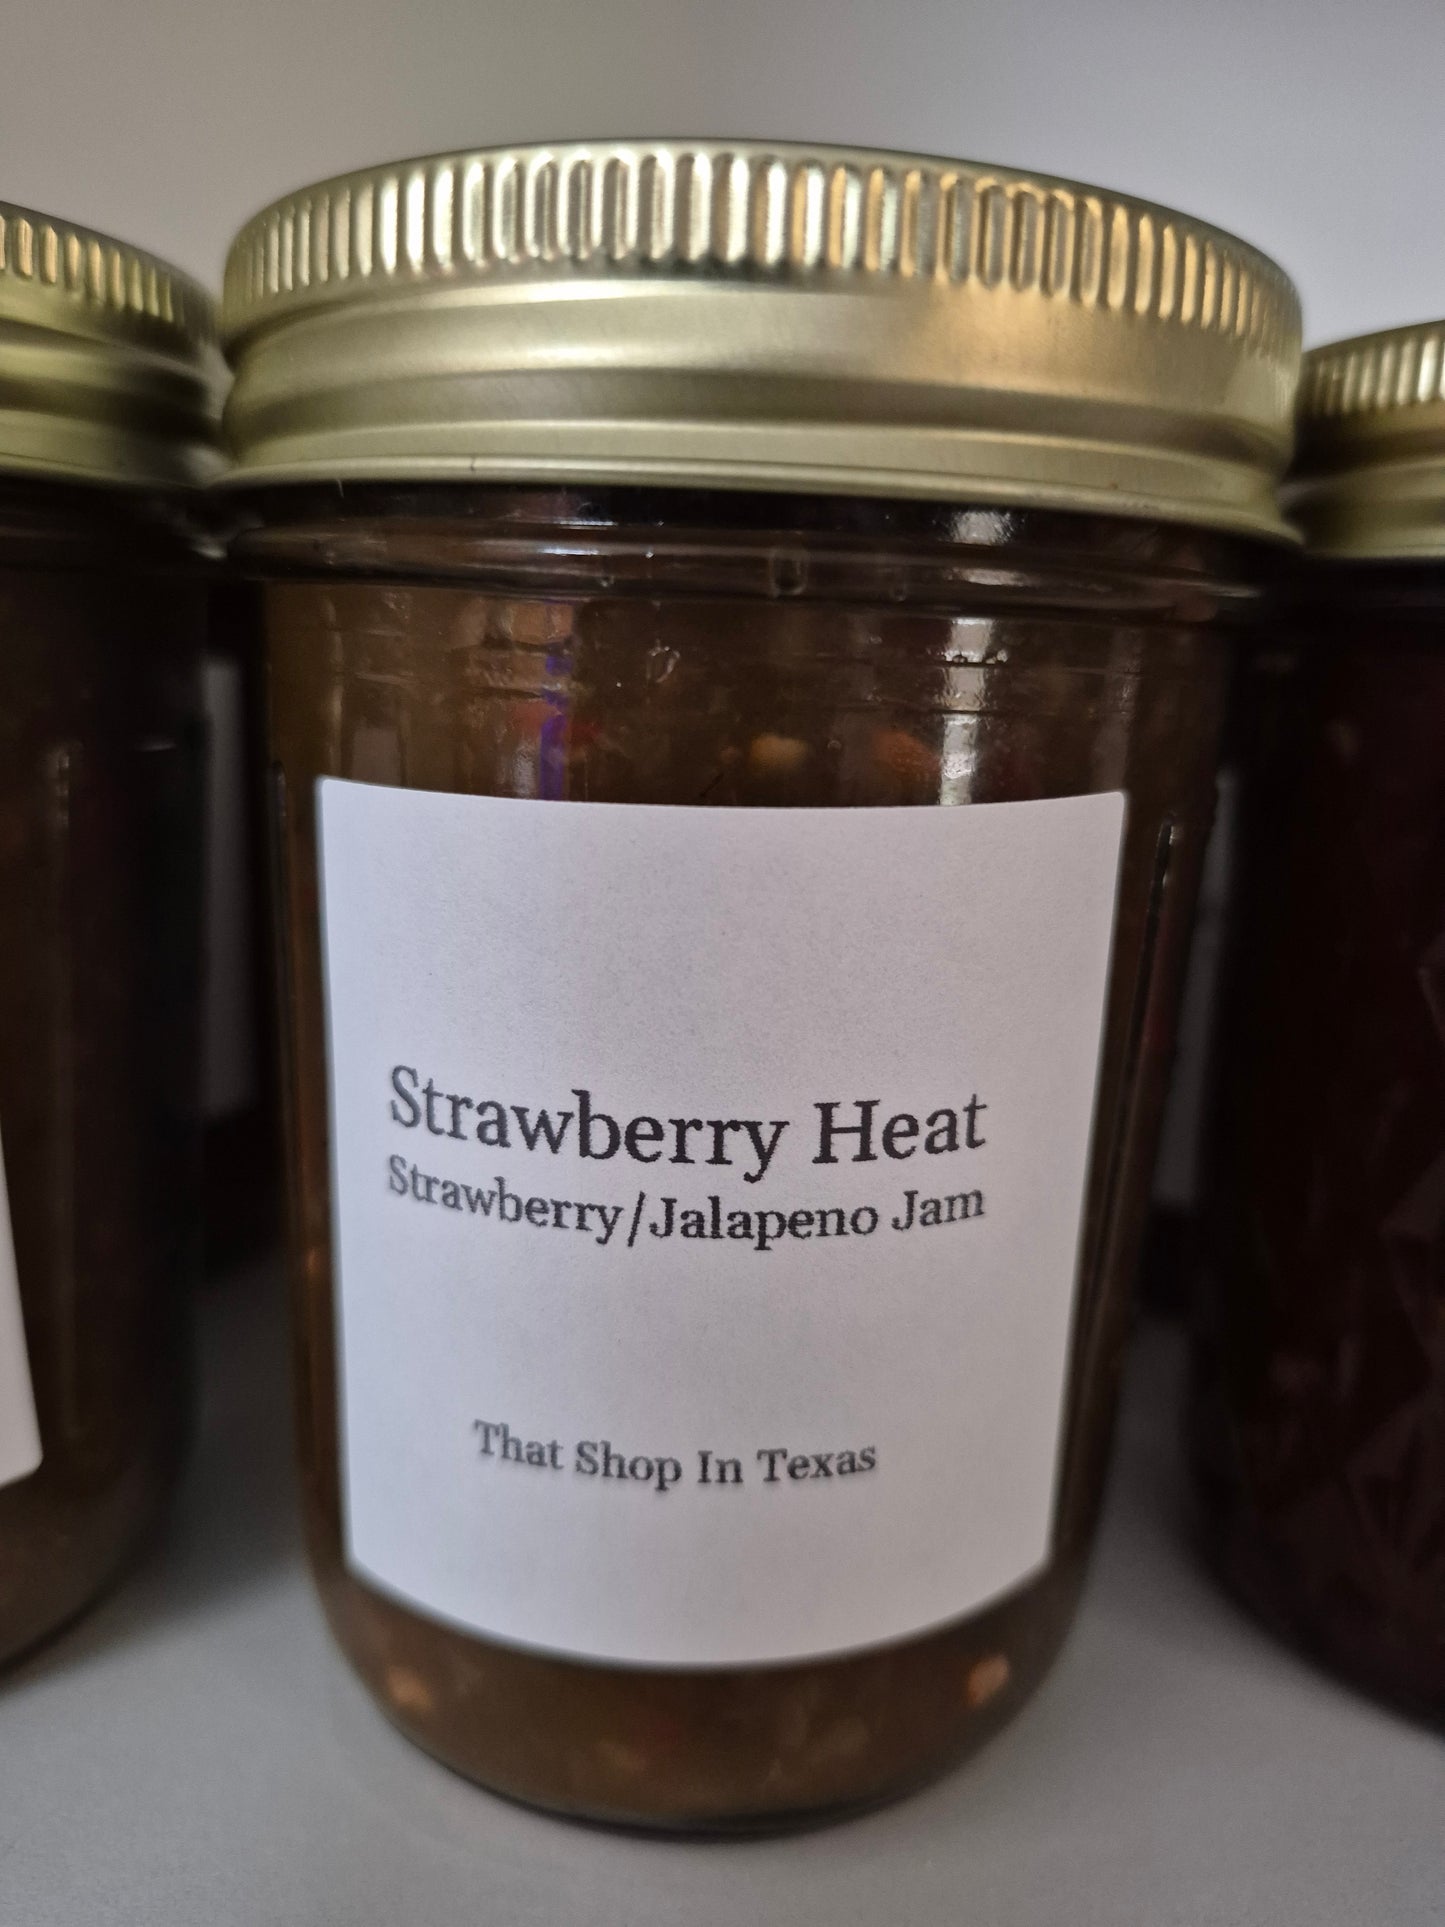 Strawberry Heat
Strawberry/Jalapeno Jam
That Shop In Texas